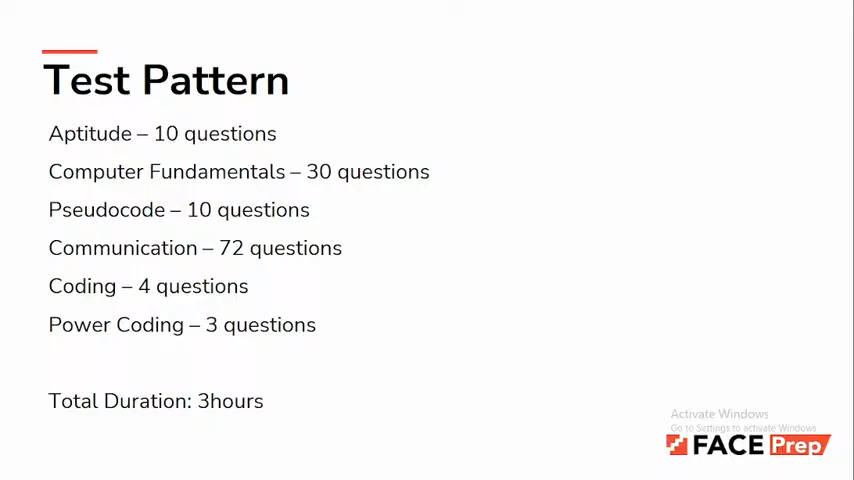 Test Pattern
Aptitude – 10 questions
Computer Fundamentals – 30 questions
Pseudocode – 10 questions
Communication – 72 questions
Coding – 4 questions
Power Coding – 3 questions
Total Duration: 3hours
Activate Windows
Go to Settings to activate Windows
FACE Prep